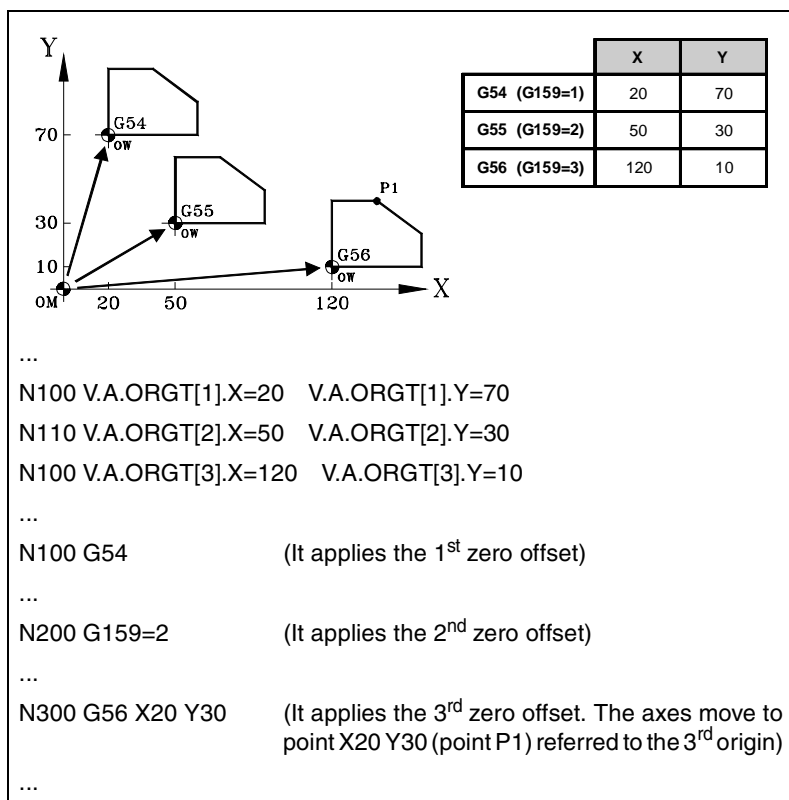 Y
X Y
G54 (G159=1) 20 70
G55 (G159=2) 50 30
G56 (G159=3) 120 10
G54
70
OW
P1
G55
30
OW
G56
10
OW
OM
20 50 120
X
...
N100 V.A.ORGT[1].X=20 V.A.ORGT[1].Y=70
N110 V.A.ORGT[2].X=50 V.A.ORGT[2].Y=30
N100 V.A.ORGT[3].X=120 V.A.ORGT[3].Y=10
...
N100 G54 (It applies the 1st zero offset)
...
N200 G159=2 (It applies the 2nd zero offset)
...
N300 G56 X20 Y30 (It applies the 3rd zero offset. The axes move to
point X20 Y30 (point P1) referred to the 3rd origin)
...